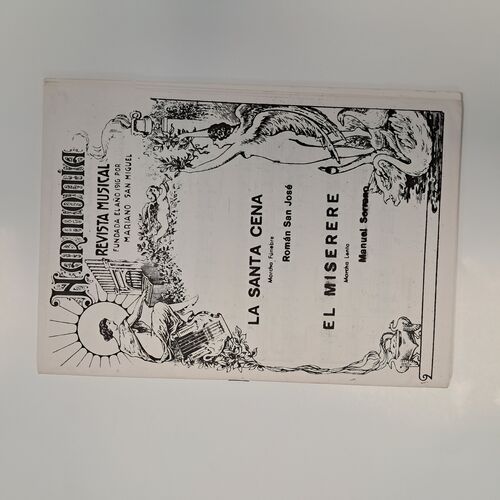 HARMONÍA
REVISTA MUSICAL
FUNDADA EL AÑO 1916 POR
MARIANO SAN MIGUEL
LA SANTA CENA
Marcha Fúnebre
Román San José
EL MISERERE
Marcha Lenta
Manuel Serrano